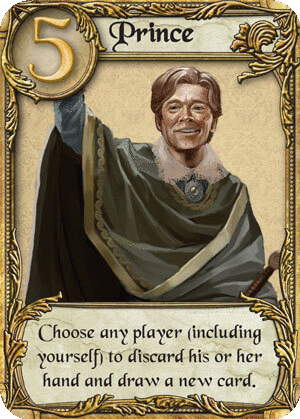 5 Prince
Choose any player (including
yourself) to discard his or her
hand and draw a new card.